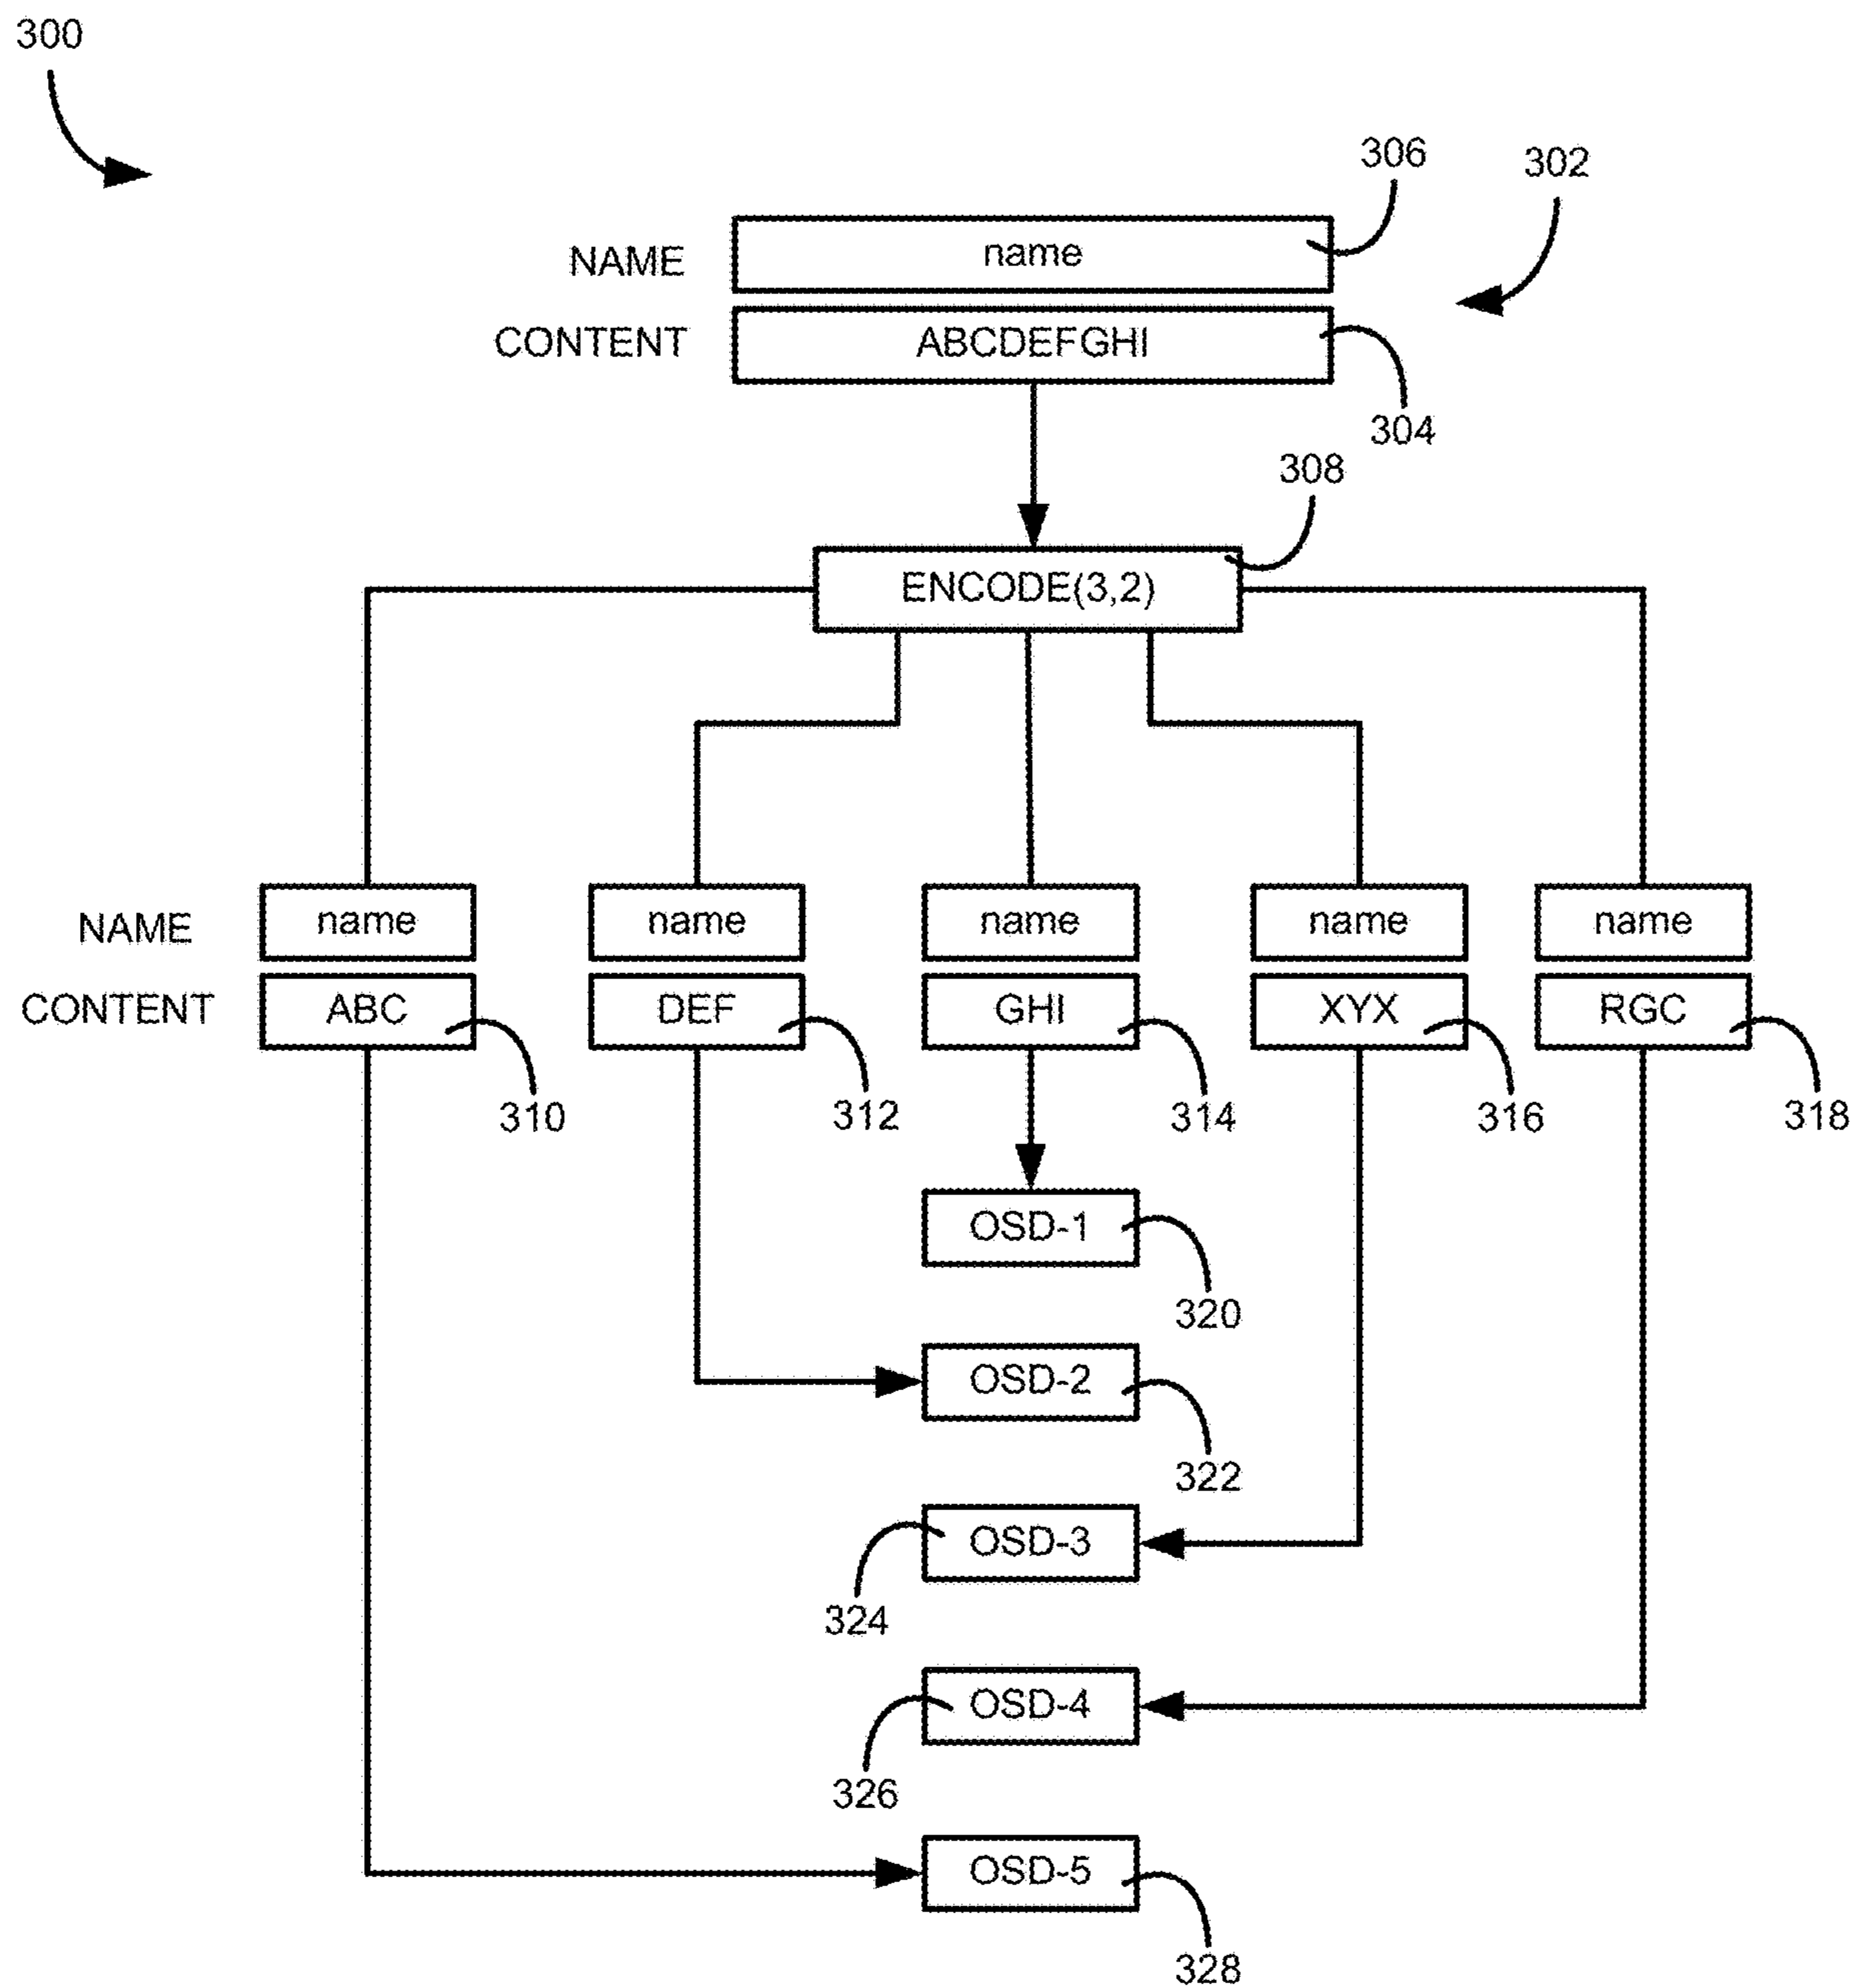 300
306
302
NAME name
CONTENT ABCDEFGHI
304
308
ENCODE(3,2)
NAME name name name name name
CONTENT ABC DEF GHI XYX RGC
310 312 314 316 318
OSD-1
320
OSD-2
322
OSD-3
324
OSD-4
326
OSD-5
328